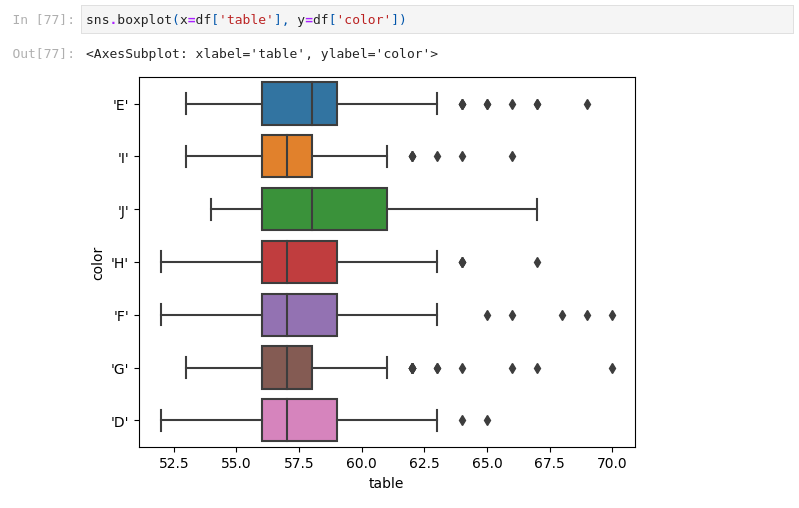 In [77]: sns.boxplot(x=df['table'], y=df['color'])
Out[77]: <AxesSubplot: xlabel='table', ylabel='color'>
'E'
'I'
'J'
'H'
'F'
'G'
'D'
color
52.5 55.0 57.5 60.0 62.5 65.0 67.5 70.0
table